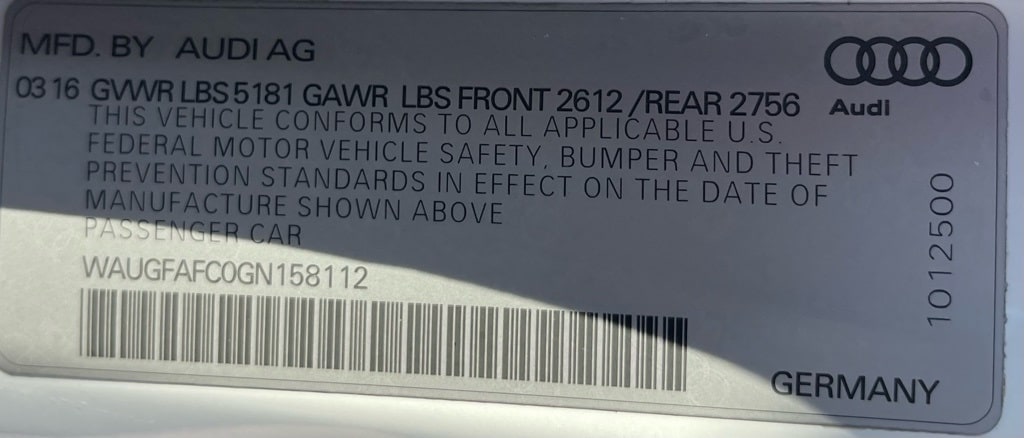 MFD. BY AUDI AG
0316 GVWR LBS 5181 GAWR LBS FRONT 2612 /REAR 2756
Audi
THIS VEHICLE CONFORMS TO ALL APPLICABLE U.S.
FEDERAL MOTOR VEHICLE SAFETY, BUMPER AND THEFT
PREVENTION STANDARDS IN EFFECT ON THE DATE OF
MANUFACTURE SHOWN ABOVE
PASSENGER CAR
WAUGFAFC0GN158112
1012500
GERMANY